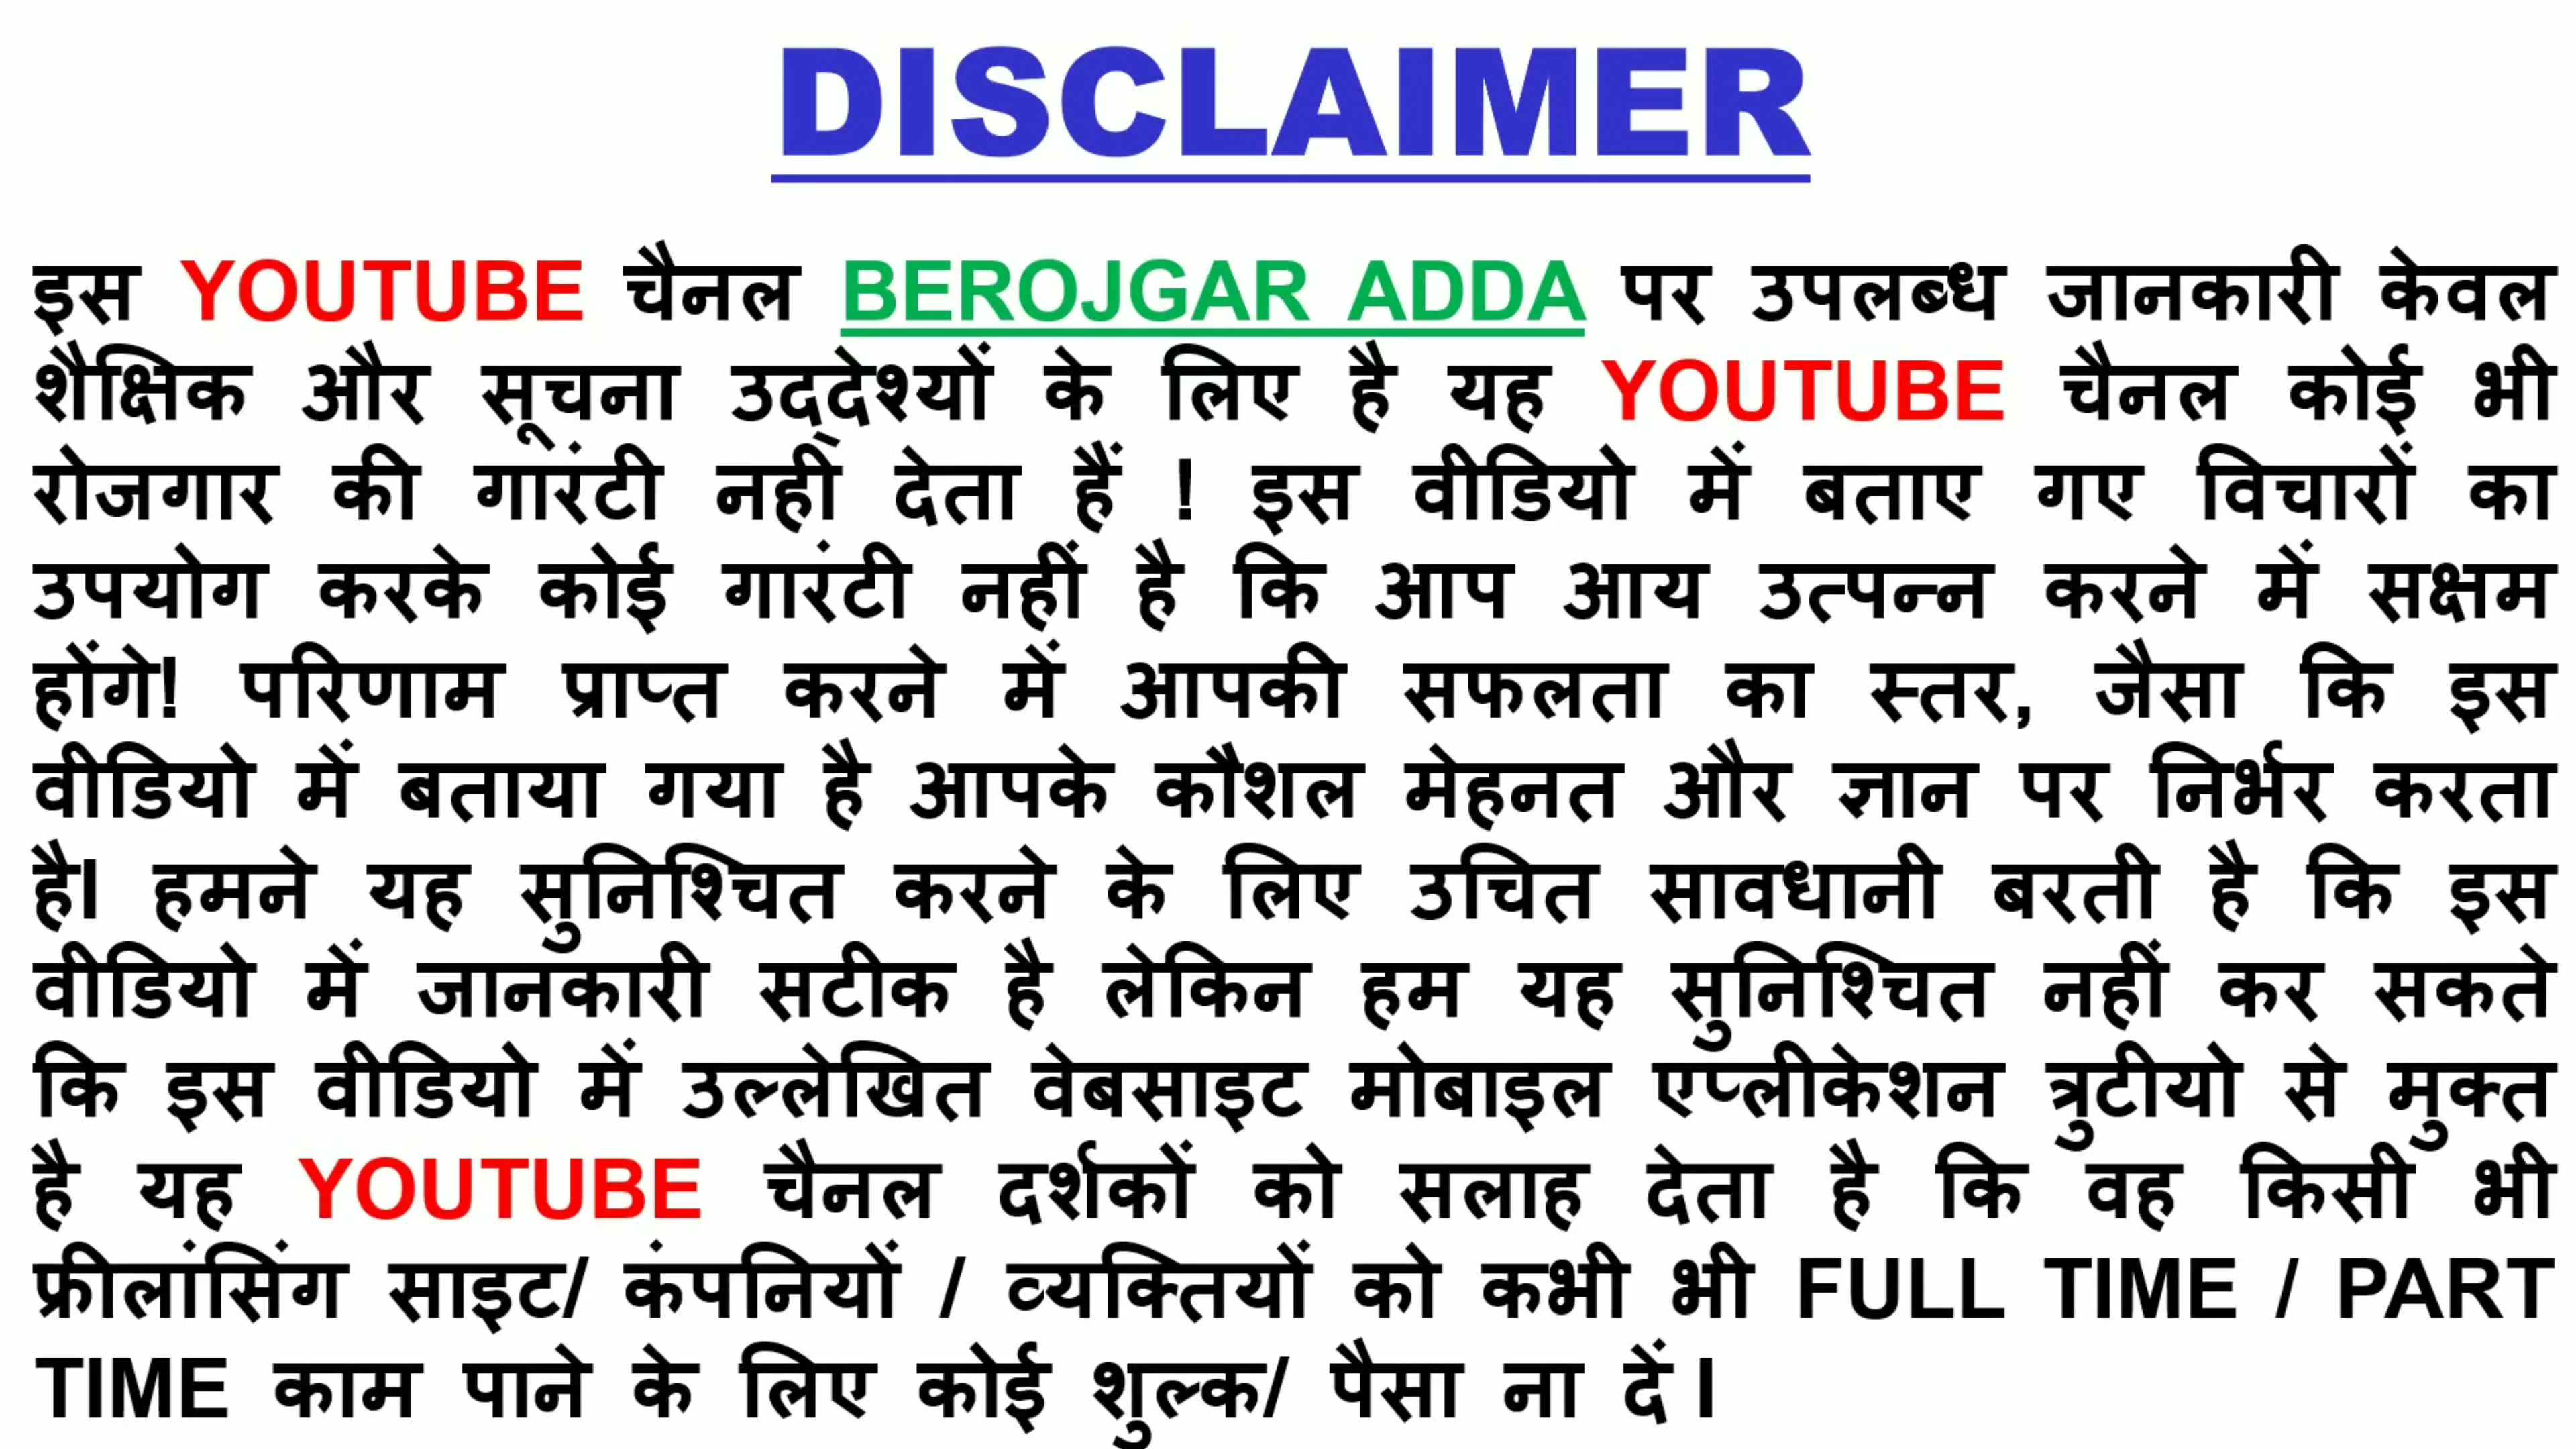 DISCLAIMER
इस YOUTUBE चैनल BEROJGAR ADDA पर उपलब्ध जानकारी केवल
शैक्षिक और सूचना उद्देश्यों के लिए है यह YOUTUBE चैनल कोई भी
रोजगार की गारंटी नहीं देता हैं ! इस वीडियो में बताए गए विचारों का
उपयोग करके कोई गारंटी नहीं है कि आप आय उत्पन्न करने में सक्षम
होंगे! परिणाम प्राप्त करने में आपकी सफलता का स्तर, जैसा कि इस
वीडियो में बताया गया है आपके कौशल मेहनत और ज्ञान पर निर्भर करता
है। हमने यह सुनिश्चित करने के लिए उचित सावधानी बरती है कि इस
वीडियो में जानकारी सटीक है लेकिन हम यह सुनिश्चित नहीं कर सकते
कि इस वीडियो में उल्लेखित वेबसाइट मोबाइल एप्लीकेशन त्रुटीयो से मुक्त
है यह YOUTUBE चैनल दर्शकों को सलाह देता है कि वह किसी भी
फ्रीलांसिंग साइट/ कंपनियों / व्यक्तियों को कभी भी FULL TIME / PART
TIME काम पाने के लिए कोई शुल्क/ पैसा ना दें I